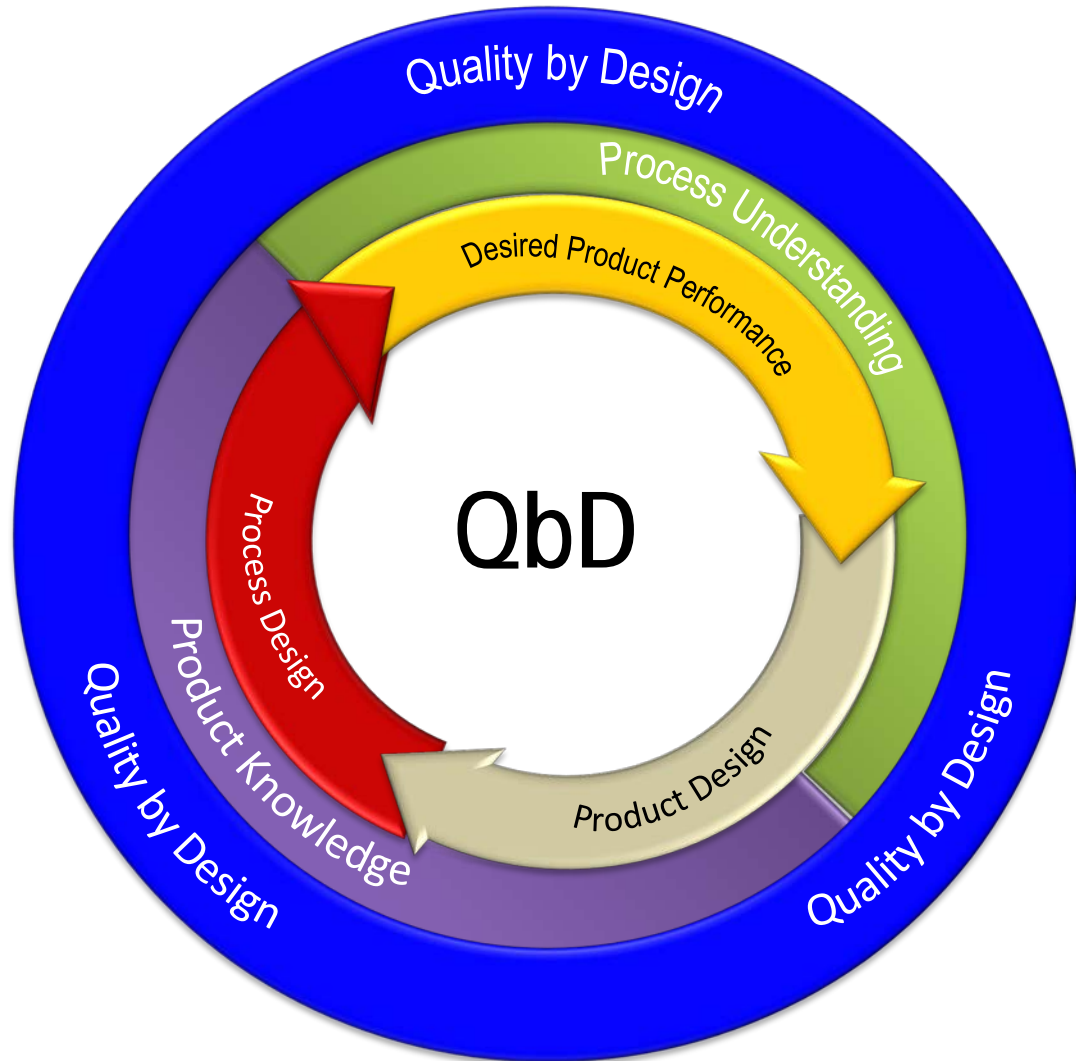 Quality by Design
Process Understanding
Desired Product Performance
QbD
Process Design
Product Design
Product Knowledge
Quality by Design
Quality by Design